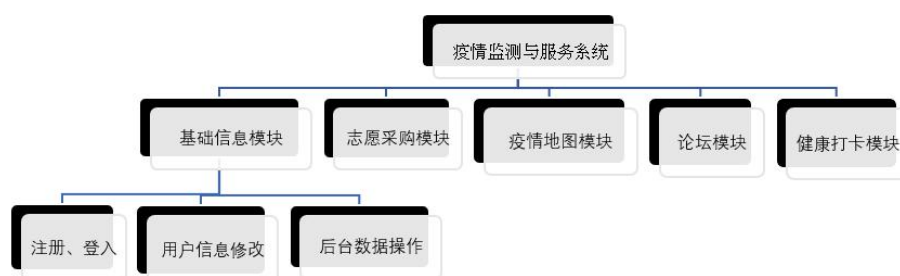 疫情监测与服务系统
基础信息模块
志愿采购模块
疫情地图模块
论坛模块
健康打卡模块
注册、登入
用户信息修改
后台数据操作